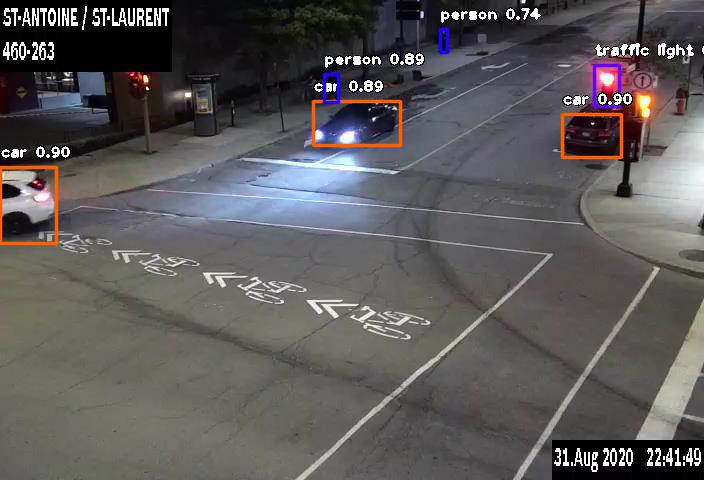 ST-ANTOINE / ST-LAURENT
460-263
person 0.74
person 0.89
traffic light
car 0.89
car 0.90
car 0.90
31.Aug 2020 22:41:49